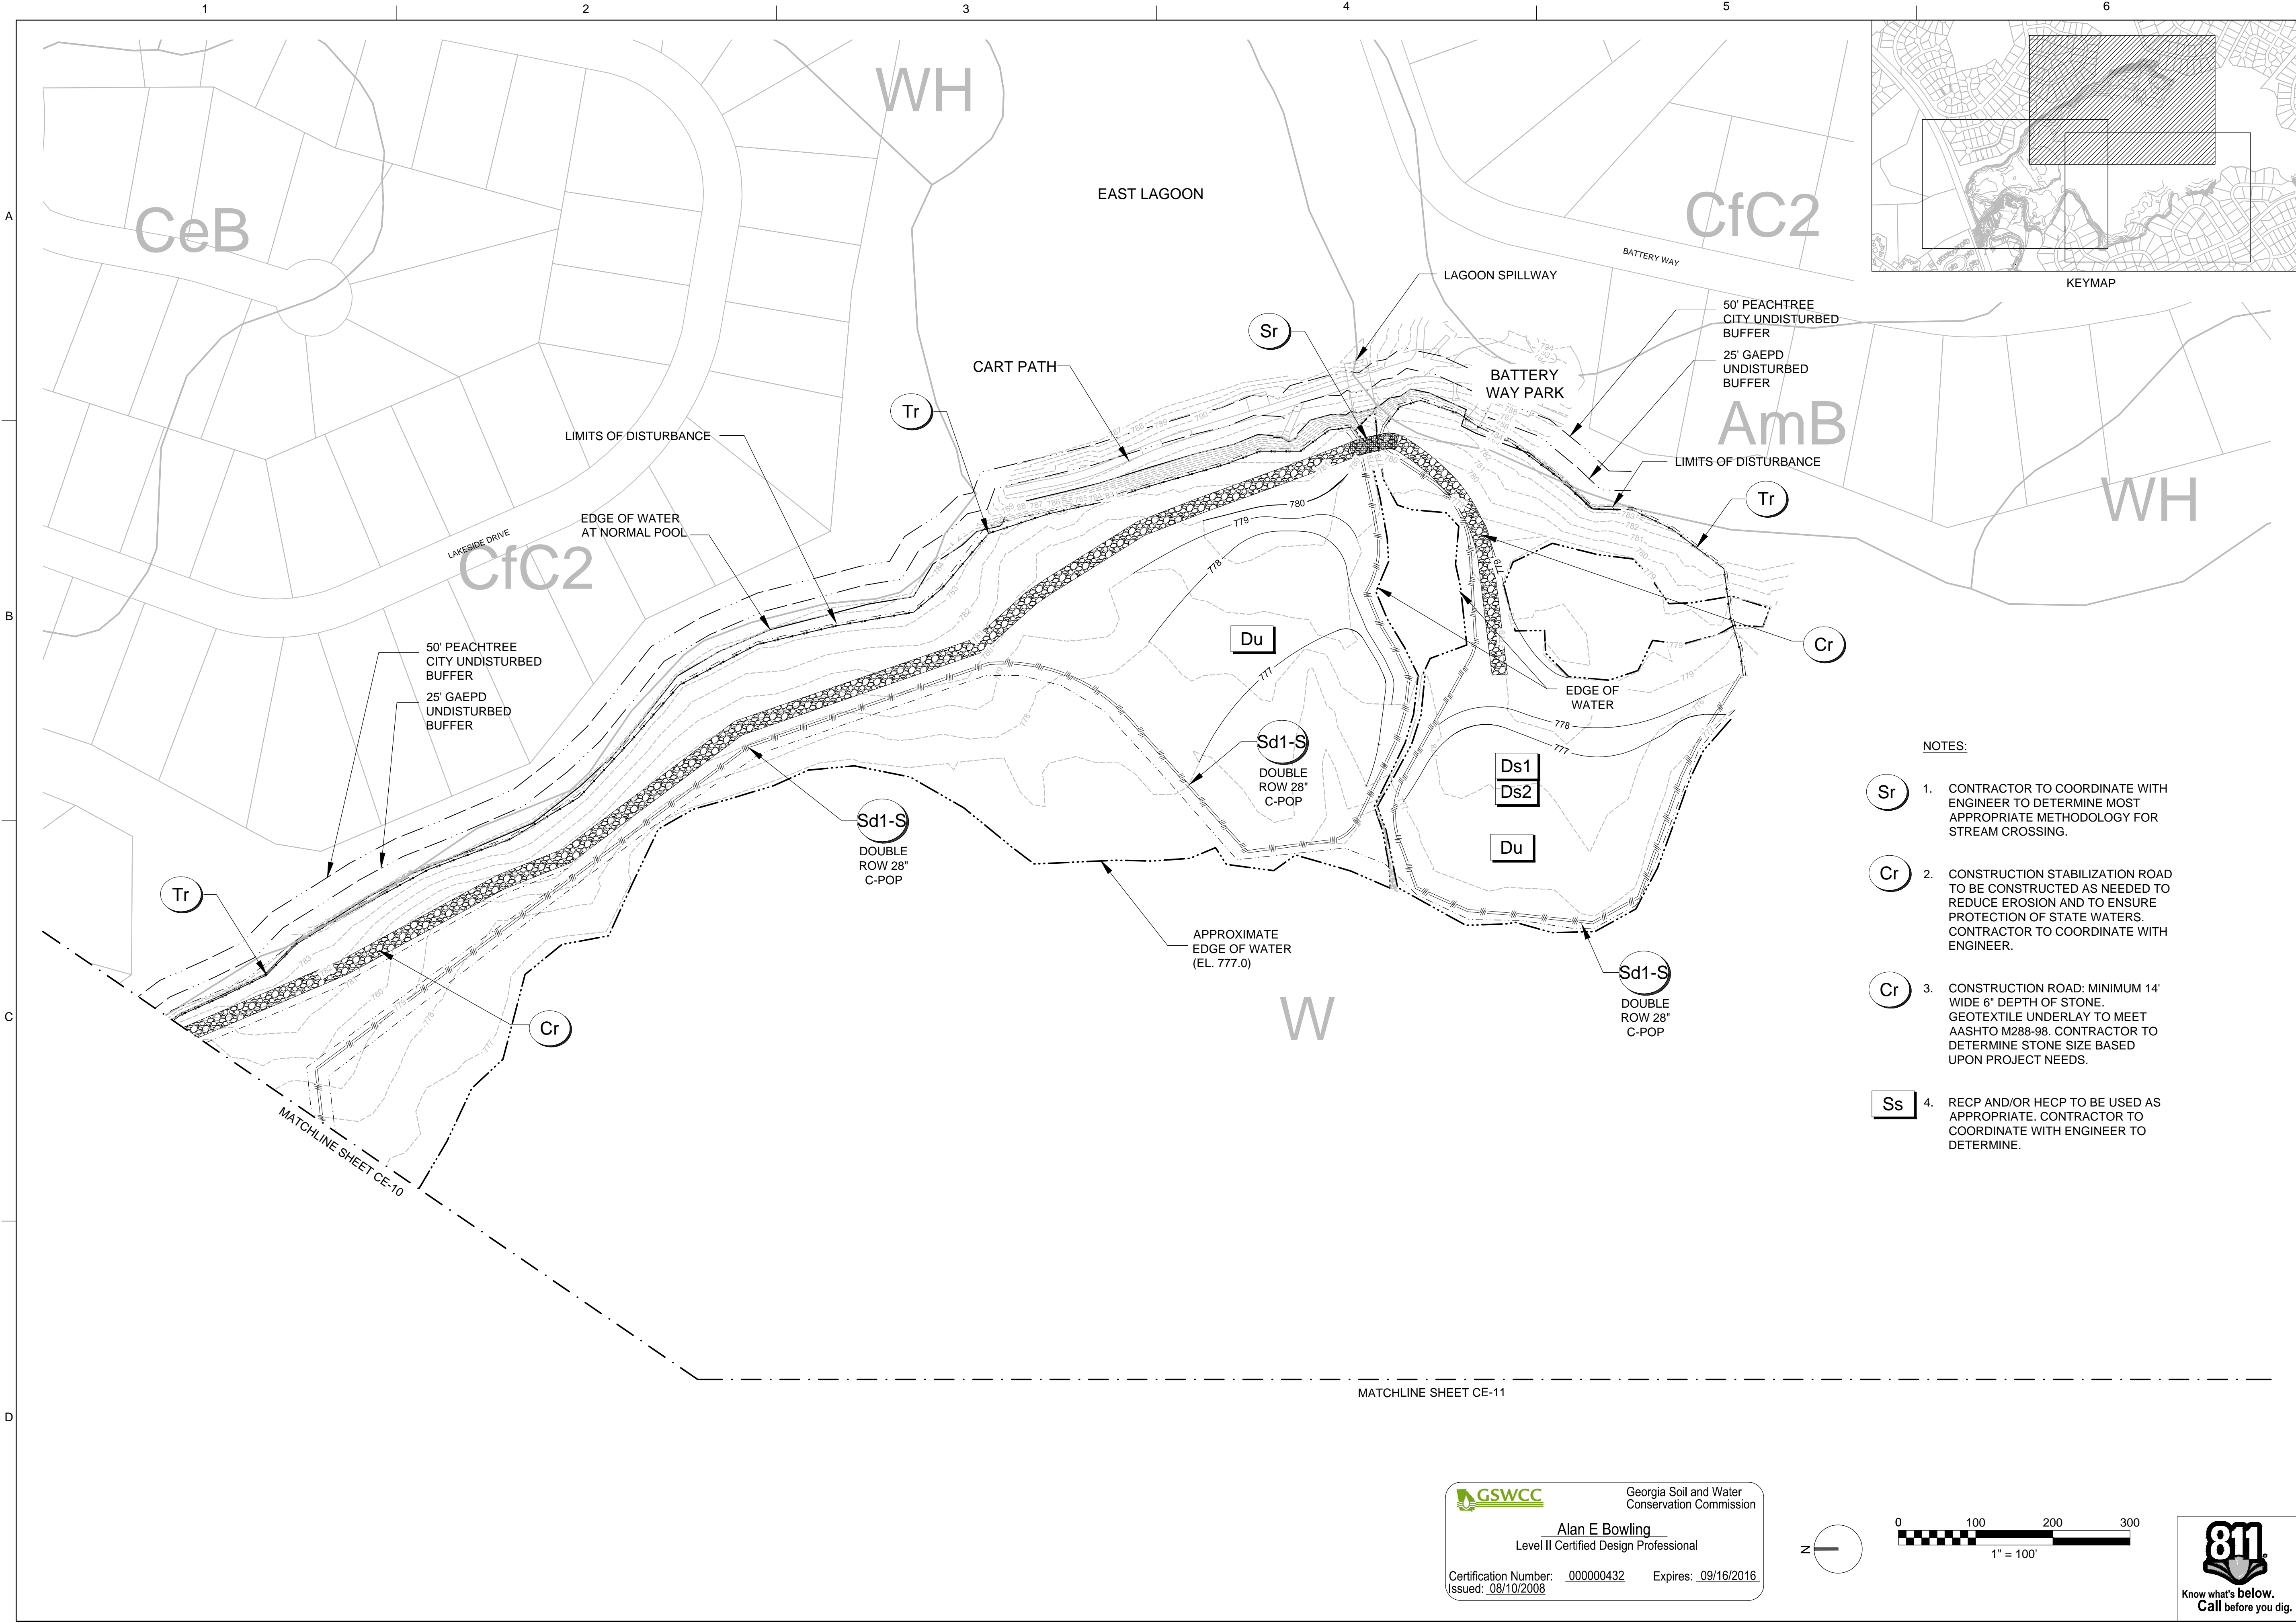 1 2 3 4 5 6
A
B
C
D
WH
CeB
EAST LAGOON
CfC2
BATTERY WAY
KEYMAP
LAGOON SPILLWAY
50' PEACHTREE
CITY UNDISTURBED
BUFFER
25' GAEPD
UNDISTURBED
BUFFER
Sr
CART PATH
BATTERY
WAY PARK
Tr
AmB
LIMITS OF DISTURBANCE
LIMITS OF DISTURBANCE
Tr
WH
EDGE OF WATER
AT NORMAL POOL
LAKESIDE DRIVE
CfC2
780
779
778
777
779
Du
Cr
50' PEACHTREE
CITY UNDISTURBED
BUFFER
25' GAEPD
UNDISTURBED
BUFFER
EDGE OF
WATER
778
777
Sd1-S
DOUBLE
ROW 28"
C-POP
Ds1
Ds2
Du
Sd1-S
DOUBLE
ROW 28"
C-POP
Tr
APPROXIMATE
EDGE OF WATER
(EL. 777.0)
Sd1-S
DOUBLE
ROW 28"
C-POP
W
Cr
MATCHLINE SHEET CE-10
MATCHLINE SHEET CE-11
NOTES:
Sr 1. CONTRACTOR TO COORDINATE WITH
ENGINEER TO DETERMINE MOST
APPROPRIATE METHODOLOGY FOR
STREAM CROSSING.
Cr 2. CONSTRUCTION STABILIZATION ROAD
TO BE CONSTRUCTED AS NEEDED TO
REDUCE EROSION AND TO ENSURE
PROTECTION OF STATE WATERS.
CONTRACTOR TO COORDINATE WITH
ENGINEER.
Cr 3. CONSTRUCTION ROAD: MINIMUM 14'
WIDE 6" DEPTH OF STONE.
GEOTEXTILE UNDERLAY TO MEET
AASHTO M288-98. CONTRACTOR TO
DETERMINE STONE SIZE BASED
UPON PROJECT NEEDS.
Ss 4. RECP AND/OR HECP TO BE USED AS
APPROPRIATE. CONTRACTOR TO
COORDINATE WITH ENGINEER TO
DETERMINE.
GSWCC
Georgia Soil and Water
Conservation Commission
Alan E Bowling
Level II Certified Design Professional
Certification Number: 000000432 Expires: 09/16/2016
Issued: 08/10/2008
N
0 100 200 300
1" = 100'
811
Know what's below.
Call before you dig.